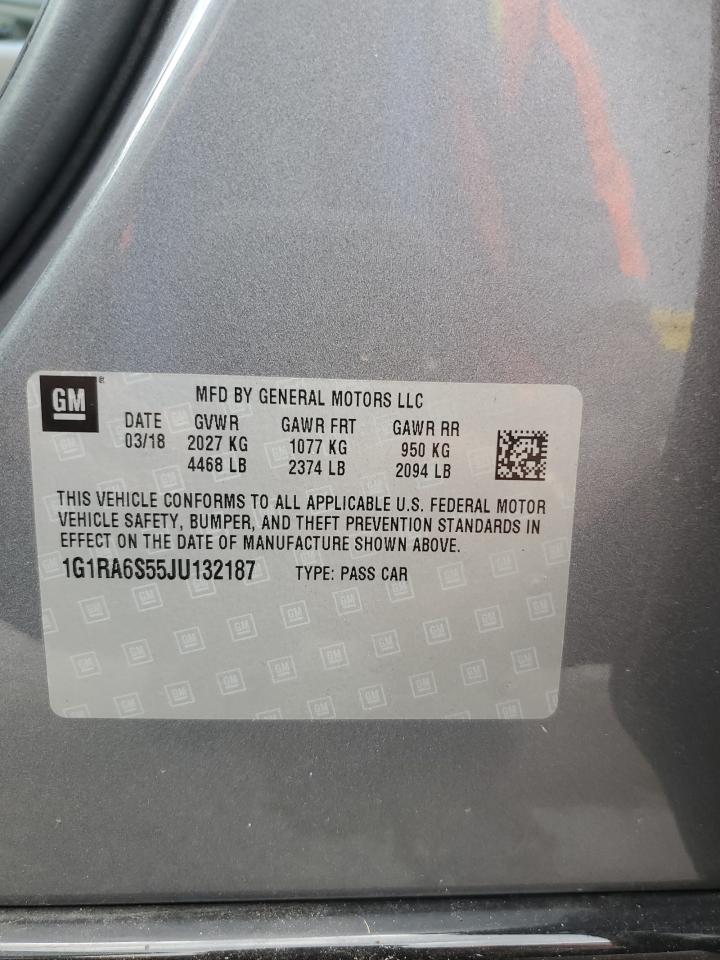 GM
MFD BY GENERAL MOTORS LLC
DATE GVWR GAWR FRT GAWR RR
03/18 2027 KG 1077 KG 950 KG
4468 LB 2374 LB 2094 LB
THIS VEHICLE CONFORMS TO ALL APPLICABLE U.S. FEDERAL MOTOR
VEHICLE SAFETY, BUMPER, AND THEFT PREVENTION STANDARDS IN
EFFECT ON THE DATE OF MANUFACTURE SHOWN ABOVE.
1G1RA6S55JU132187 TYPE: PASS CAR